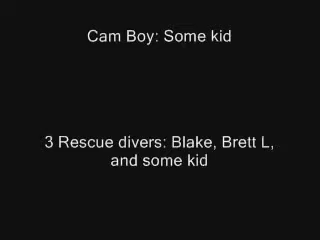 Cam Boy: Some kid
3 Rescue divers: Blake, Brett L,
and some kid